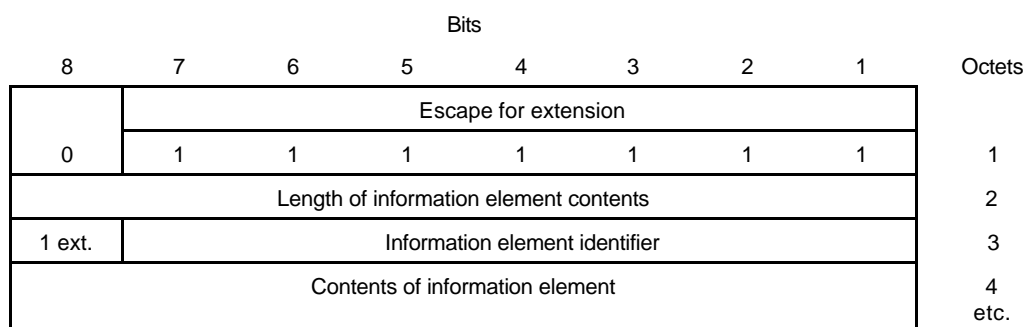 Bits
8 7 6 5 4 3 2 1 Octets
Escape for extension
0 1 1 1 1 1 1 1 1
Length of information element contents 2
1 ext. Information element identifier 3
Contents of information element 4
etc.